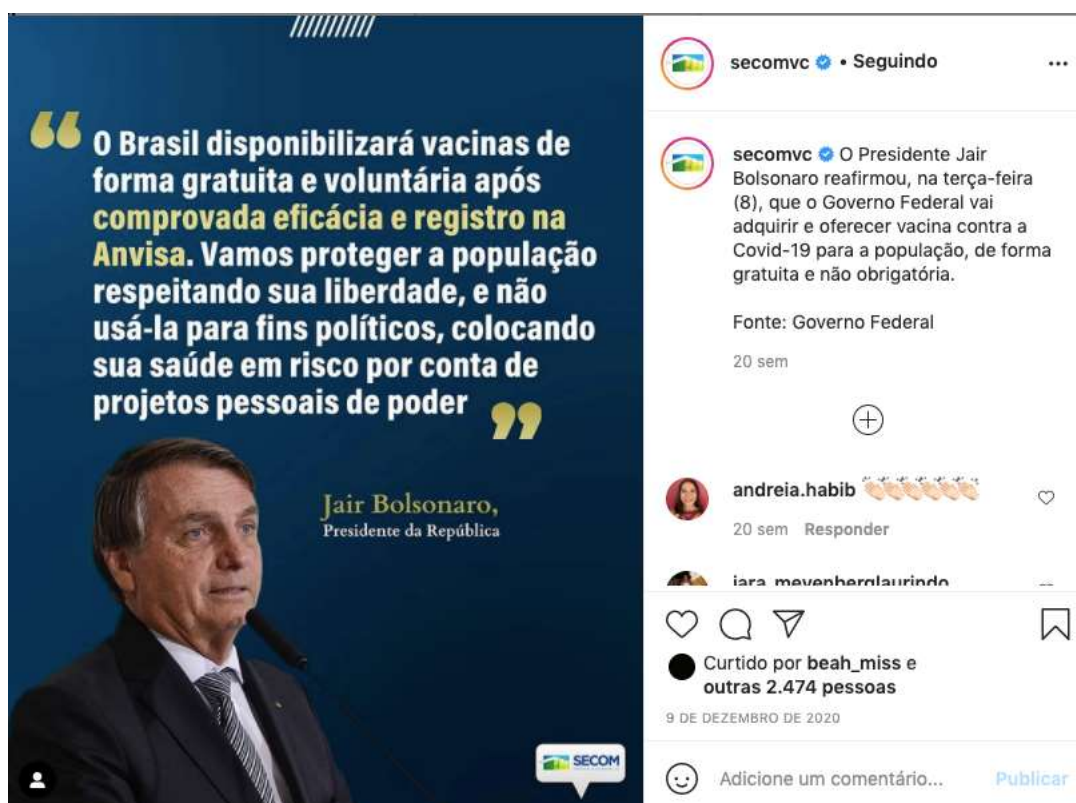 O Brasil disponibilizará vacinas de
forma gratuita e voluntária após
comprovada eficácia e registro na
Anvisa. Vamos proteger a população
respeitando sua liberdade, e não
usá-la para fins políticos, colocando
sua saúde em risco por conta de
projetos pessoais de poder
Jair Bolsonaro,
Presidente da República
SECOM
secomvc • Seguindo
secomvc O Presidente Jair
Bolsonaro reafirmou, na terça-feira
(8), que o Governo Federal vai
adquirir e oferecer vacina contra a
Covid-19 para a população, de forma
gratuita e não obrigatória.
Fonte: Governo Federal
20 sem
andreia.habib 👏🏻👏🏻👏🏻👏🏻👏🏻👏🏻
20 sem Responder
iara_meyenberglaurindo
Curtido por beah_miss e
outras 2.474 pessoas
9 DE DEZEMBRO DE 2020
Adicione um comentário... Publicar